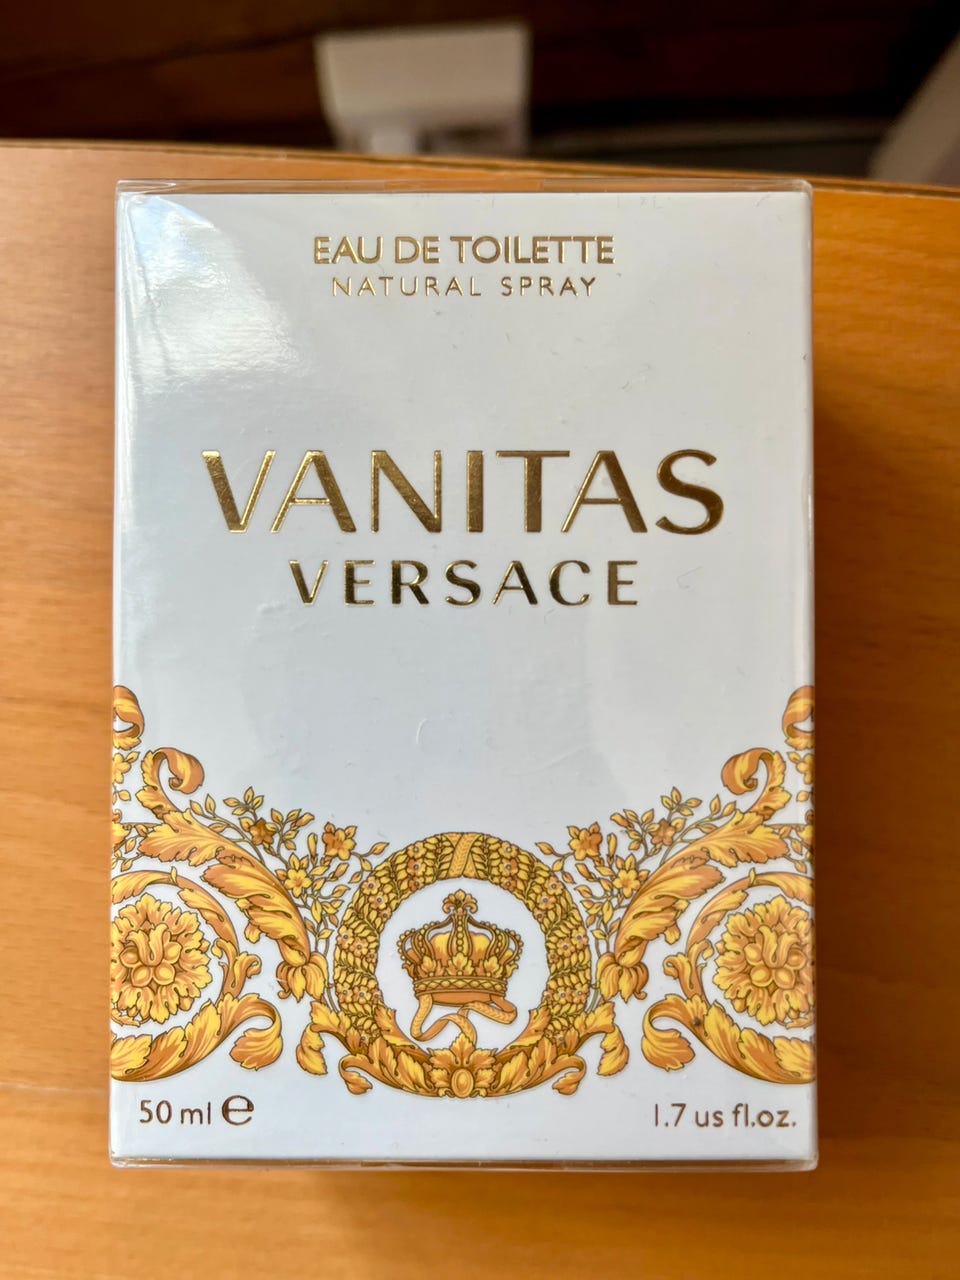 EAU DE TOILETTE
NATURAL SPRAY
VANITAS
VERSACE
50 ml ℮
1.7 us fl.oz.